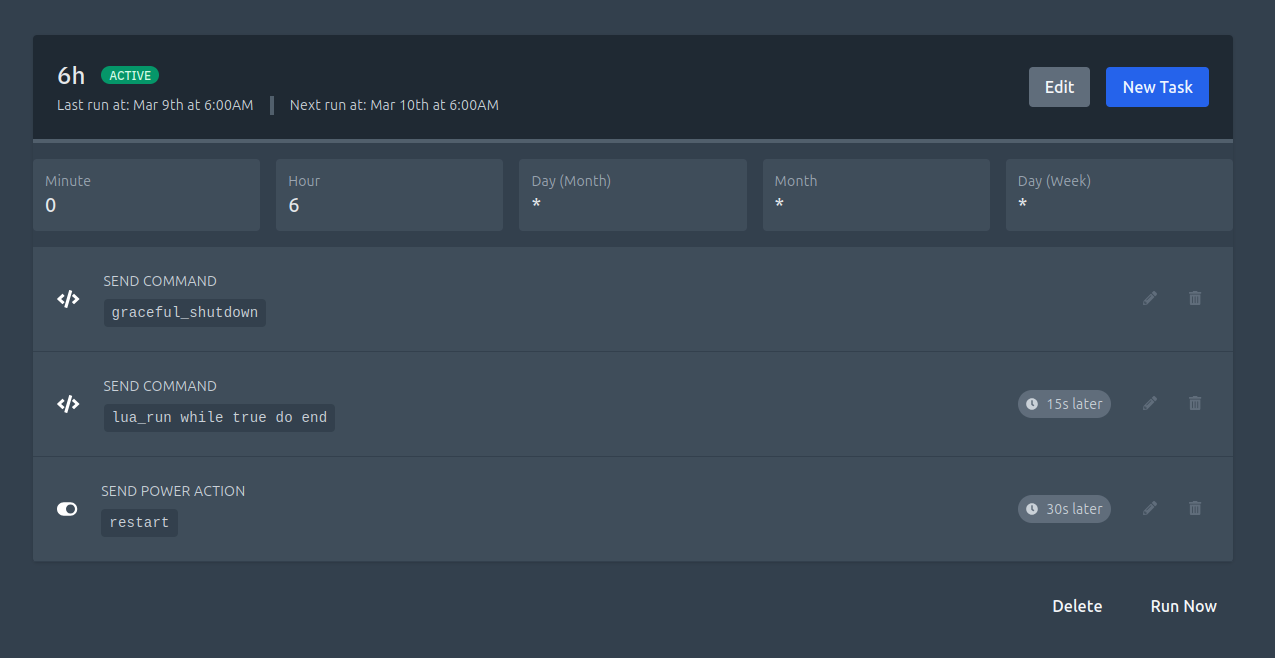 6h ACTIVE
Last run at: Mar 9th at 6:00AM Next run at: Mar 10th at 6:00AM
Edit New Task
Minute Hour Day (Month) Month Day (Week)
0 6 * * *
SEND COMMAND
graceful_shutdown
SEND COMMAND
lua_run while true do end
15s later
SEND POWER ACTION
restart
30s later
Delete Run Now